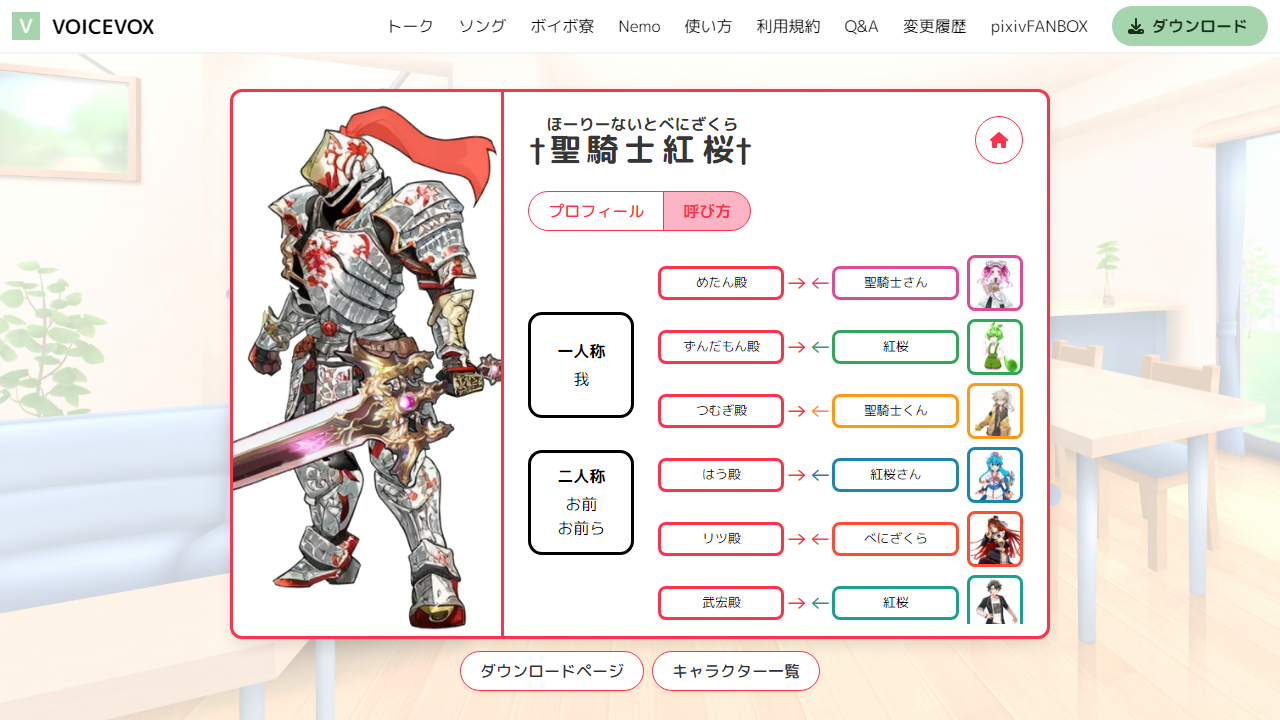 V VOICEVOX トーク ソング ボイボ寮 Nemo 使い方 利用規約 Q&A 変更履歴 pixivFANBOX ダウンロード
ほーりーないとべにざくら
†聖騎士紅桜†
プロフィール 呼び方
一人称
我
二人称
お前
お前ら
めたん殿 → ← 聖騎士さん
ずんだもん殿 → ← 紅桜
つむぎ殿 → ← 聖騎士くん
はう殿 → ← 紅桜さん
リツ殿 → ← べにざくら
武宏殿 → ← 紅桜
ダウンロードページ キャラクター一覧